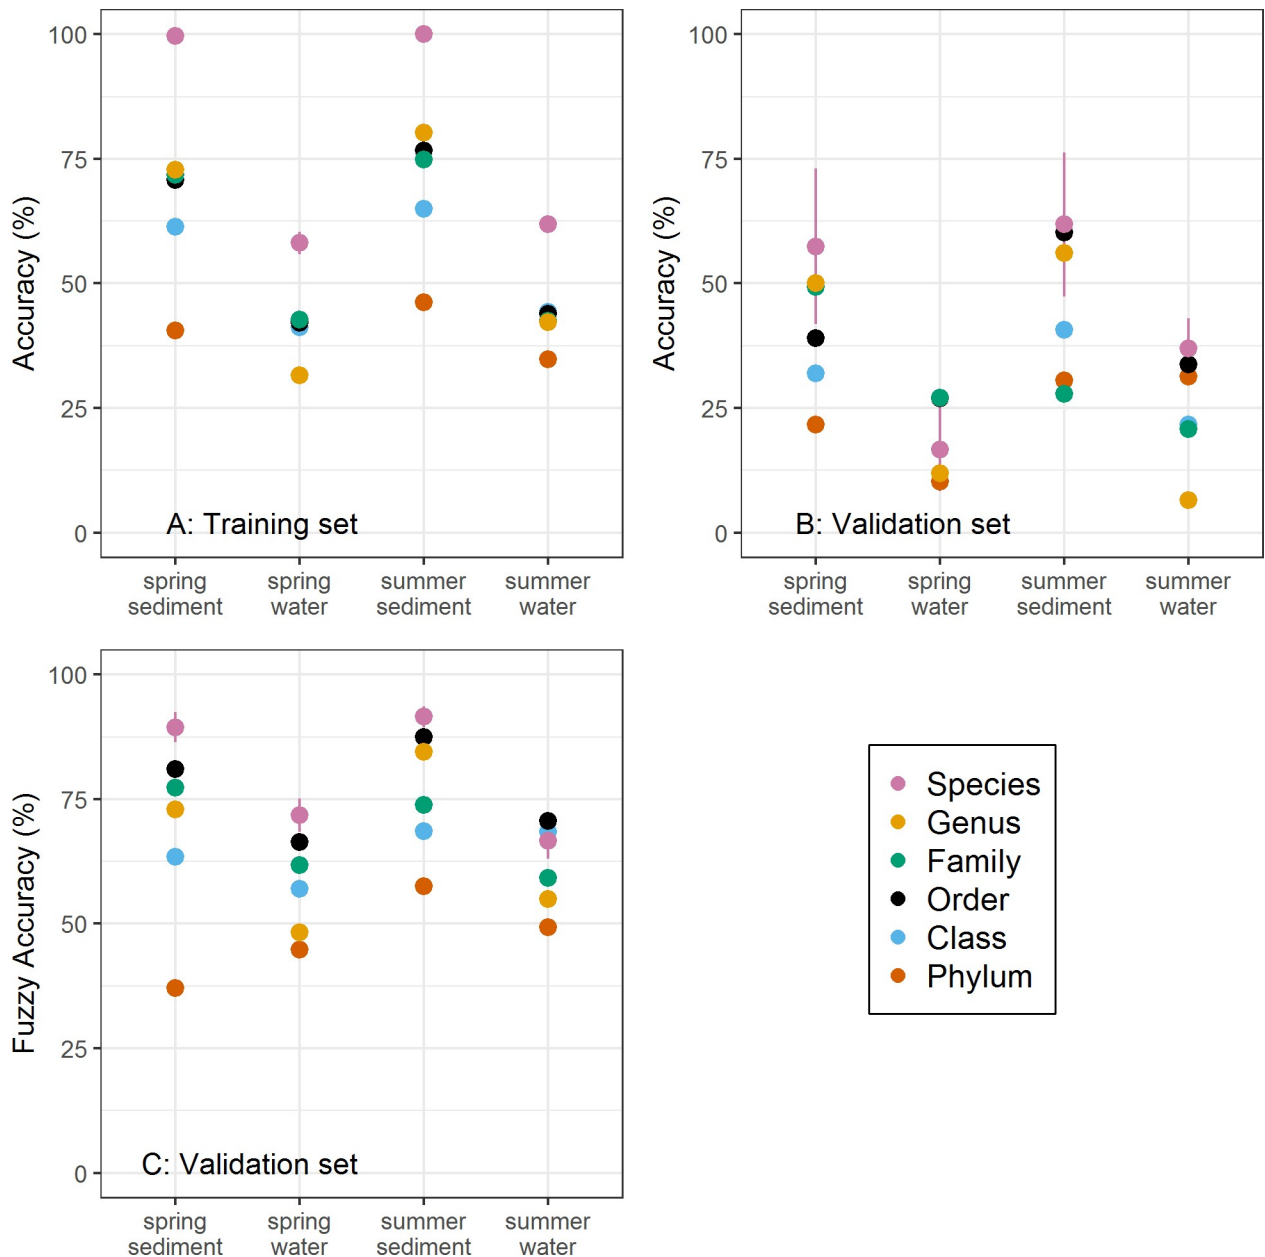 Accuracy (%)
100
75
50
25
0
A: Training set
spring
sediment
spring
water
summer
sediment
summer
water
Accuracy (%)
100
75
50
25
0
B: Validation set
spring
sediment
spring
water
summer
sediment
summer
water
Fuzzy Accuracy (%)
100
75
50
25
0
C: Validation set
spring
sediment
spring
water
summer
sediment
summer
water
Species
Genus
Family
Order
Class
Phylum